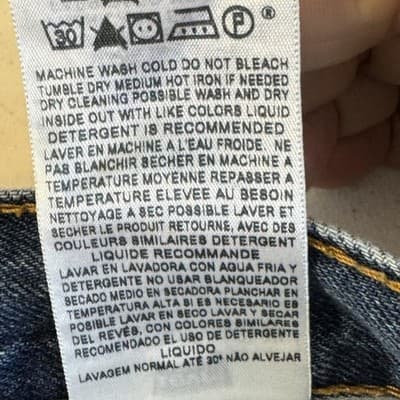 30 P ®
MACHINE WASH COLD DO NOT BLEACH
TUMBLE DRY MEDIUM HOT IRON IF NEEDED
DRY CLEANING POSSIBLE WASH AND DRY
INSIDE OUT WITH LIKE COLORS LIQUID
DETERGENT IS RECOMMENDED
LAVER EN MACHINE A L'EAU FROIDE. NE
PAS BLANCHIR SECHER EN MACHINE A
TEMPERATURE MOYENNE REPASSER A
TEMPERATURE ELEVEE AU BESOIN
NETTOYAGE A SEC POSSIBLE LAVER ET
SECHER LE PRODUIT RETOURNE, AVEC DES
COULEURS SIMILAIRES DETERGENT
LIQUIDE RECOMMANDE
LAVAR EN LAVADORA CON AGUA FRIA Y
DETERGENTE NO USAR BLANQUEADOR
SECADO MEDIO EN SECADORA PLANCHAR EN
TEMPERATURA ALTA SI ES NECESARIO ES
POSIBLE LAVAR EN SECO LAVAR Y SECAR
DEL REVÉS, CON COLORES SIMILARES
RECOMENDADO EL USO DE DETERGENTE
LIQUIDO
LAVAGEM NORMAL ATÉ 30° NÃO ALVEJAR